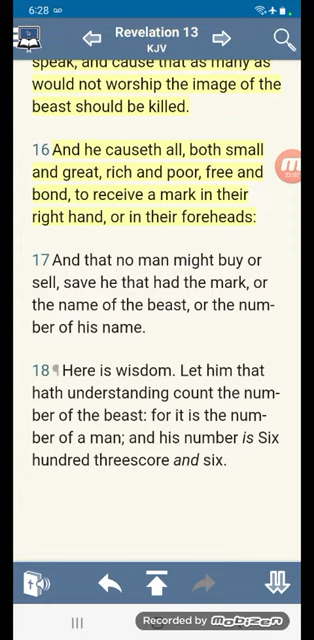 6:28
Revelation 13
KJV
speak, and cause that as many as
would not worship the image of the
beast should be killed.
16 And he causeth all, both small
and great, rich and poor, free and
bond, to receive a mark in their
right hand, or in their foreheads:
17 And that no man might buy or
sell, save he that had the mark, or
the name of the beast, or the num-
ber of his name.
18 ¶ Here is wisdom. Let him that
hath understanding count the num-
ber of the beast: for it is the num-
ber of a man; and his number is Six
hundred threescore and six.
Recorded by mobizen